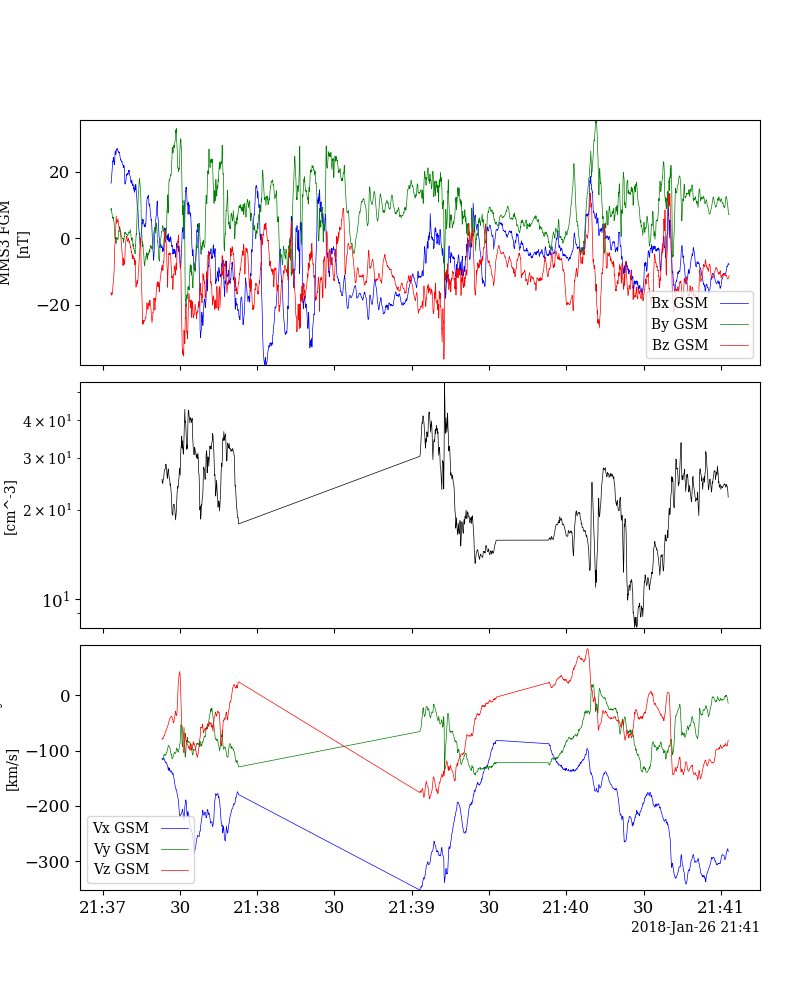 MMS3 FGM
[nT]
20
0
−20
Bx GSM
By GSM
Bz GSM
[cm^-3]
4 × 10¹
3 × 10¹
2 × 10¹
10¹
[km/s]
0
−100
−200
−300
Vx GSM
Vy GSM
Vz GSM
21:37 30 21:38 30 21:39 30 21:40 30 21:41
2018-Jan-26 21:41